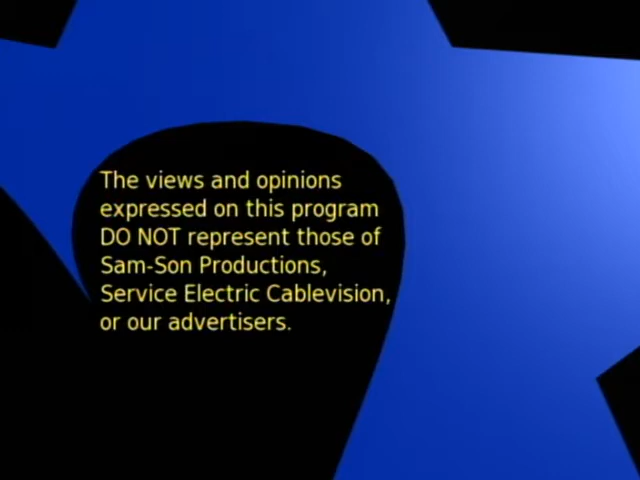 The views and opinions
expressed on this program
DO NOT represent those of
Sam-Son Productions,
Service Electric Cablevision,
or our advertisers.